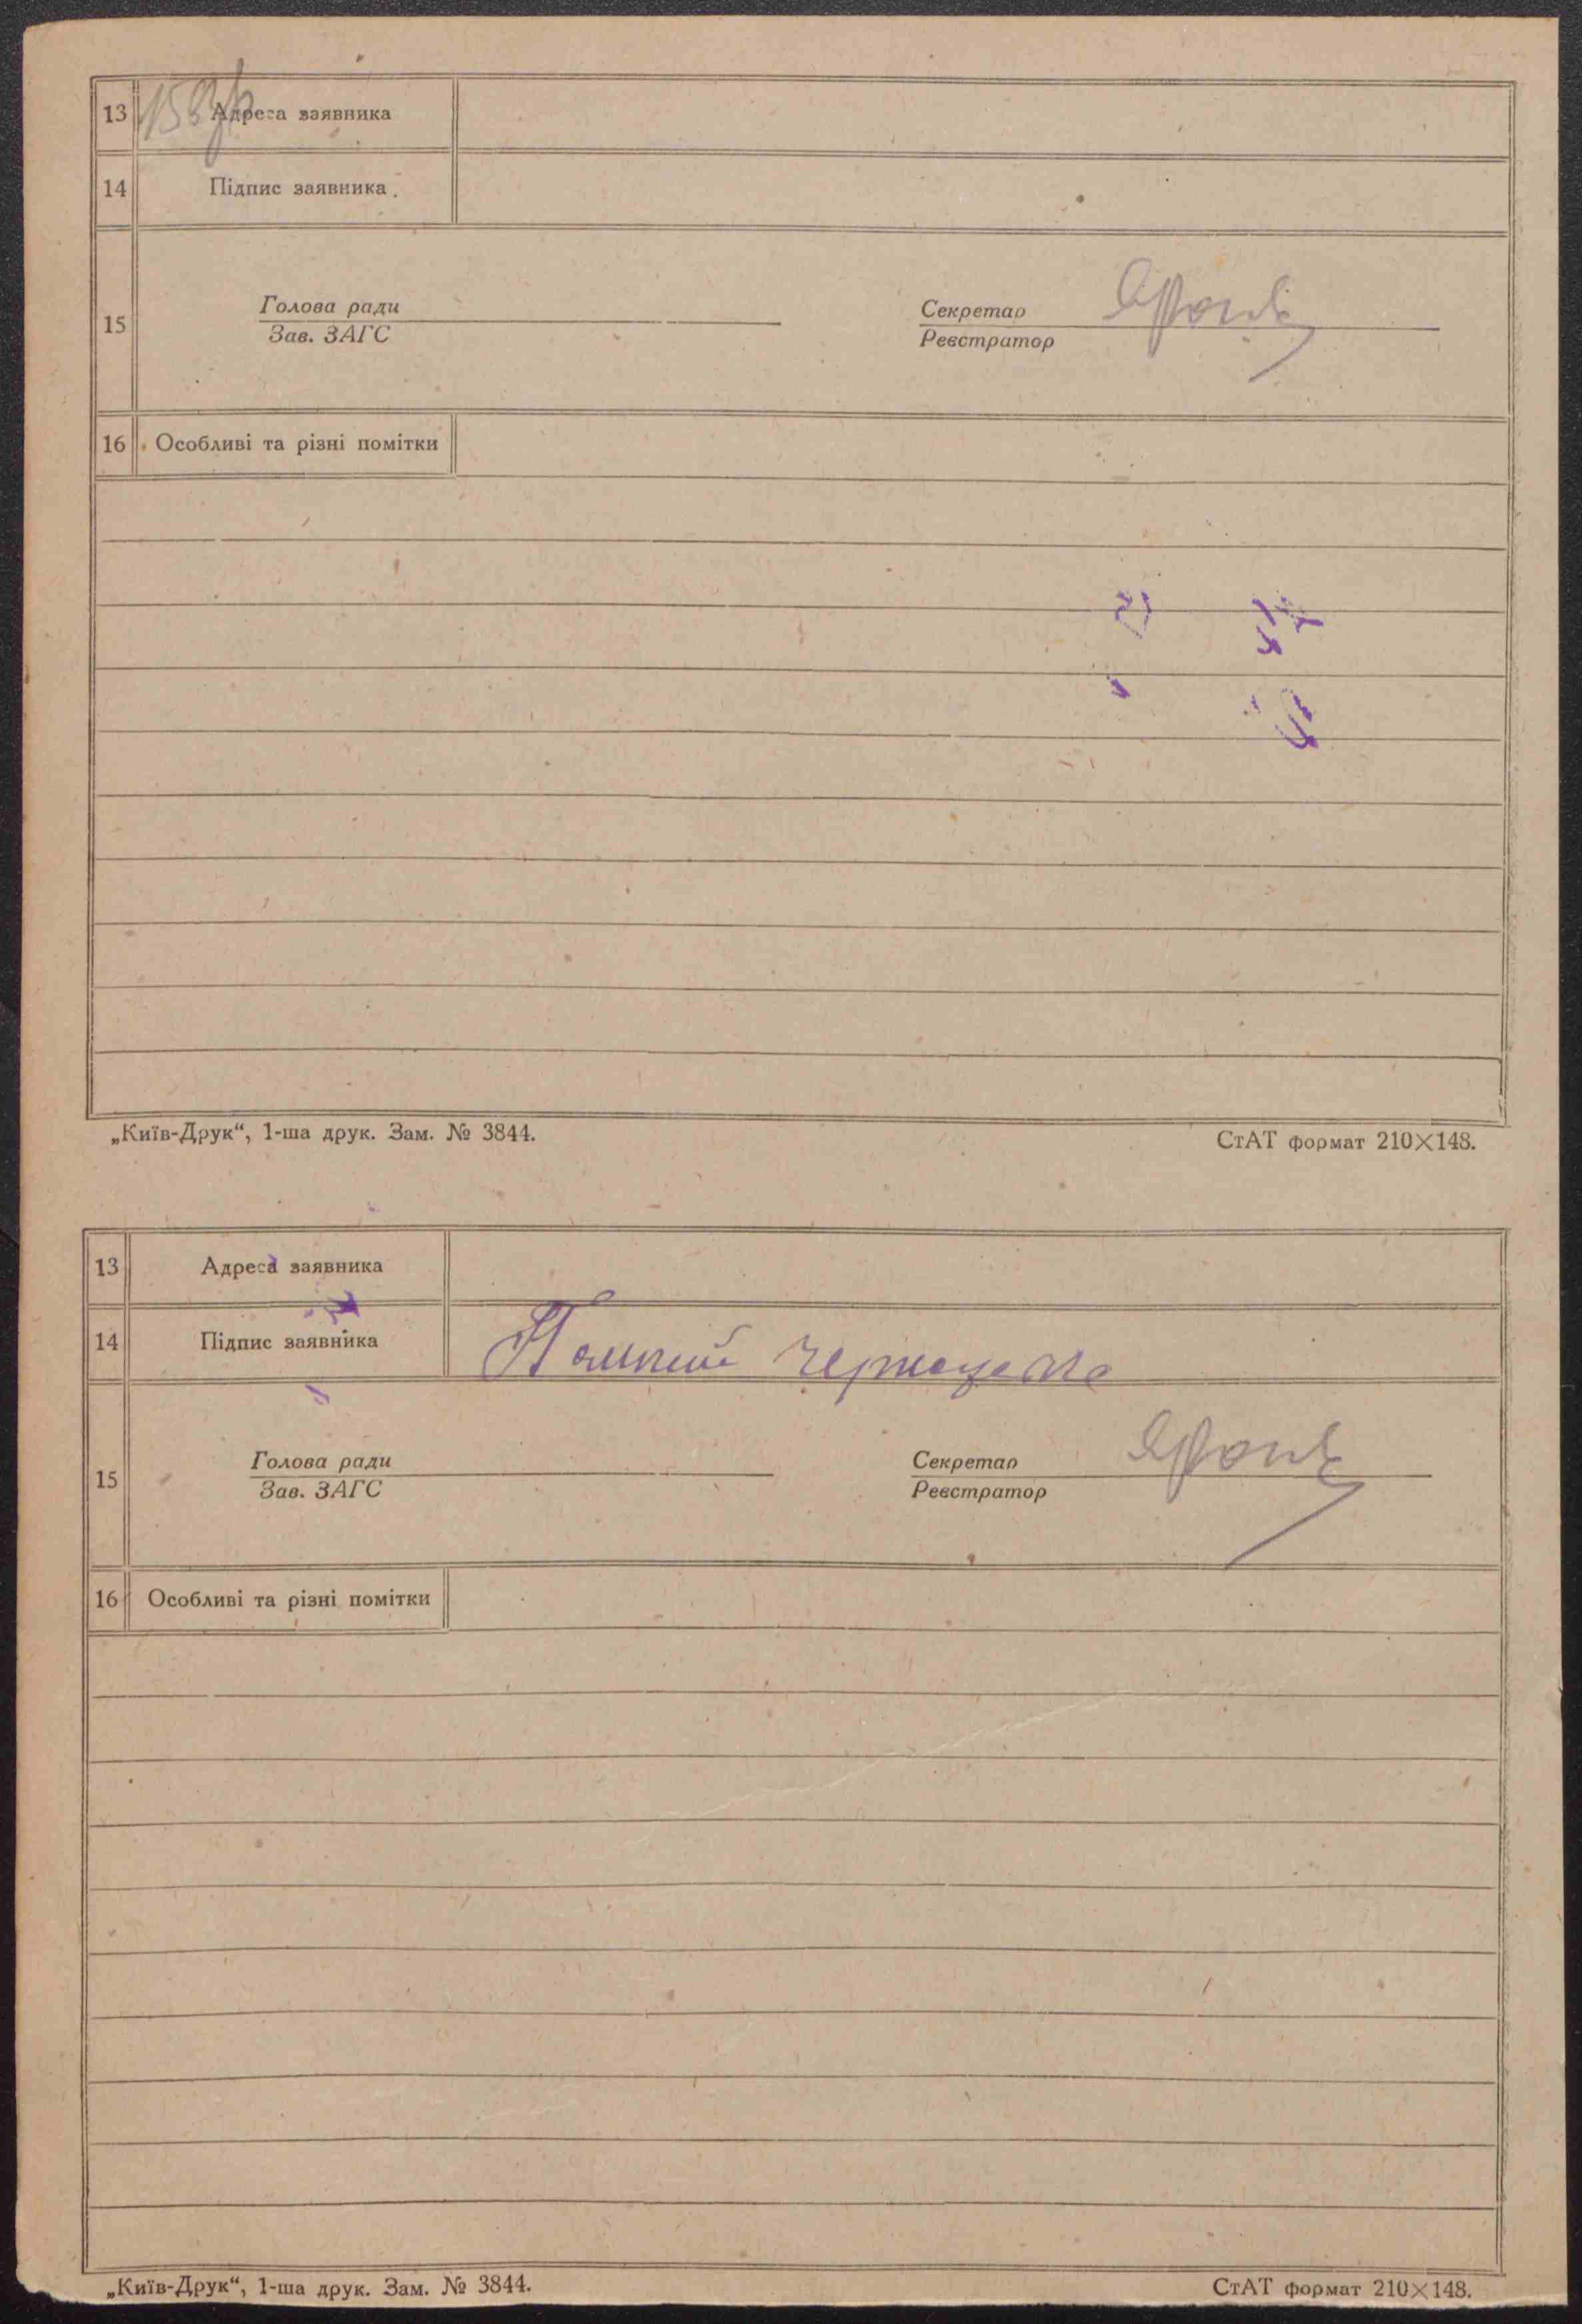 13 Адреса заявника
14 Підпис заявника
15 Голова ради Секретар
Зав. ЗАГС Реєстратор
16 Особливі та різні помітки
„Київ-Друк“, 1-ша друк. Зам. № 3844. СтАТ формат 210×148.
13 Адреса заявника
14 Підпис заявника
15 Голова ради Секретар
Зав. ЗАГС Реєстратор
16 Особливі та різні помітки
„Київ-Друк“, 1-ша друк. Зам. № 3844. СтАТ формат 210×148.